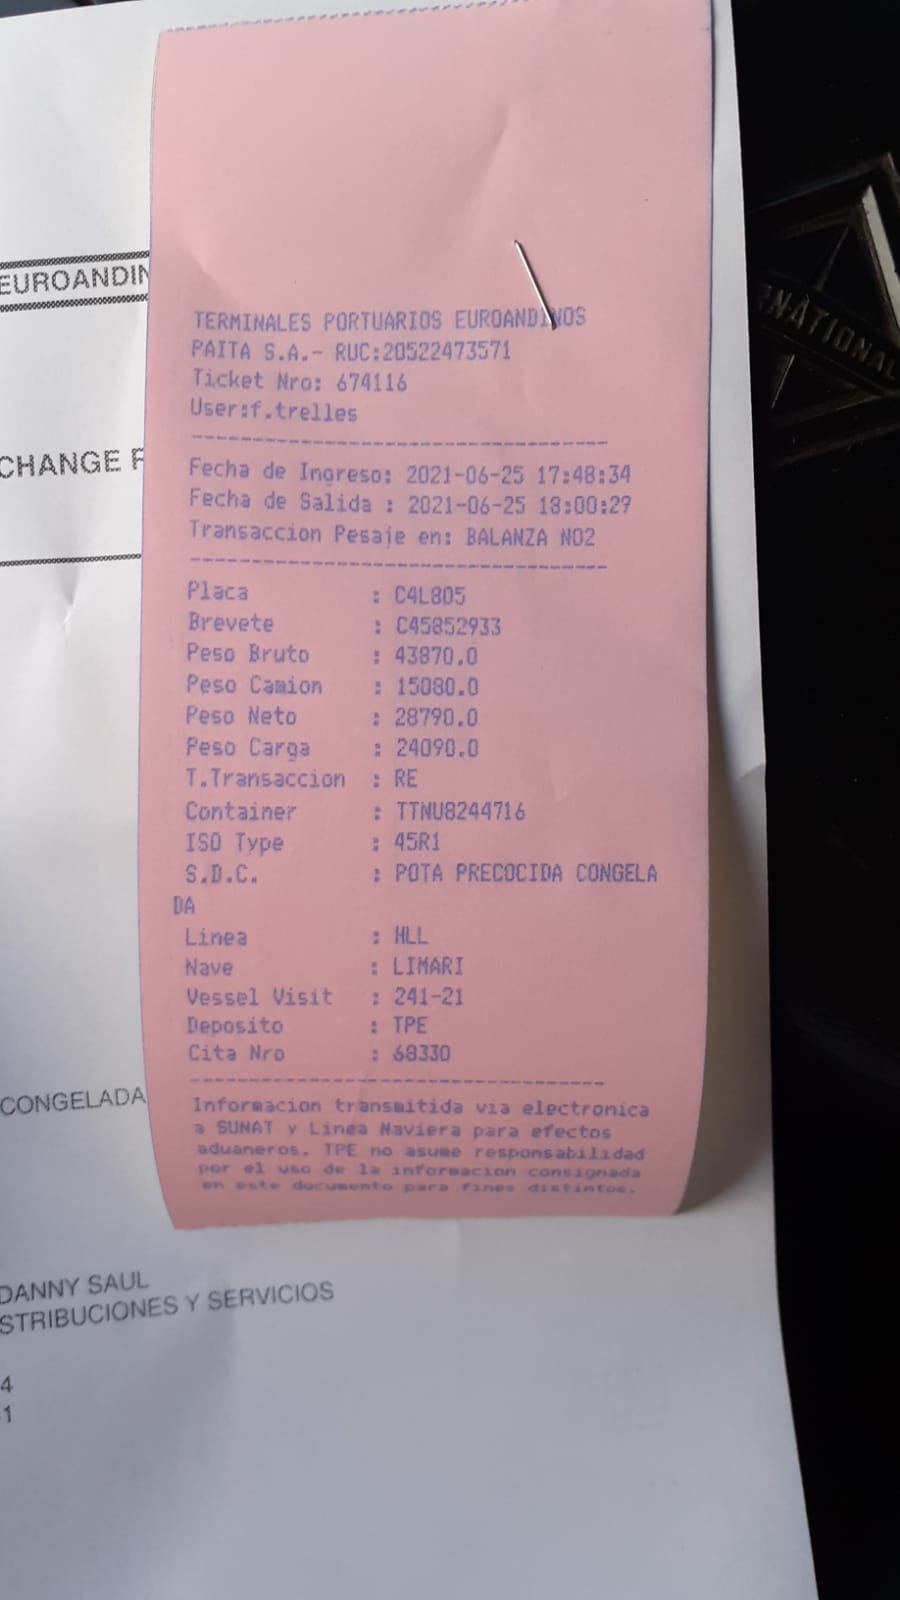 EUROANDIN
CHANGE F
TERMINALES PORTUARIOS EUROANDINOS
PAITA S.A.- RUC:20522473571
Ticket Nro: 674116
User:f.trelles
Fecha de Ingreso: 2021-06-25 17:48:34
Fecha de Salida : 2021-06-25 18:00:29
Transaccion Pesaje en: BALANZA NO2
Placa : C4L805
Brevete : C45852933
Peso Bruto : 43870.0
Peso Camion : 15080.0
Peso Neto : 28790.0
Peso Carga : 24090.0
T.Transaccion : RE
Container : TTNU8244716
ISO Type : 45R1
S.D.C. : POTA PRECOCIDA CONGELA
DA
Linea : HLL
Nave : LIMARI
Vessel Visit : 241-21
Deposito : TPE
Cita Nro : 68330
Informacion transmitida via electronica
a SUNAT y Linea Naviera para efectos
aduaneros. TPE no asume responsabilidad
por el uso de la informacion consignada
en este documento para fines distintos.
CONGELADA
DANNY SAUL
STRIBUCIONES Y SERVICIOS
4
1
RNATIONAL